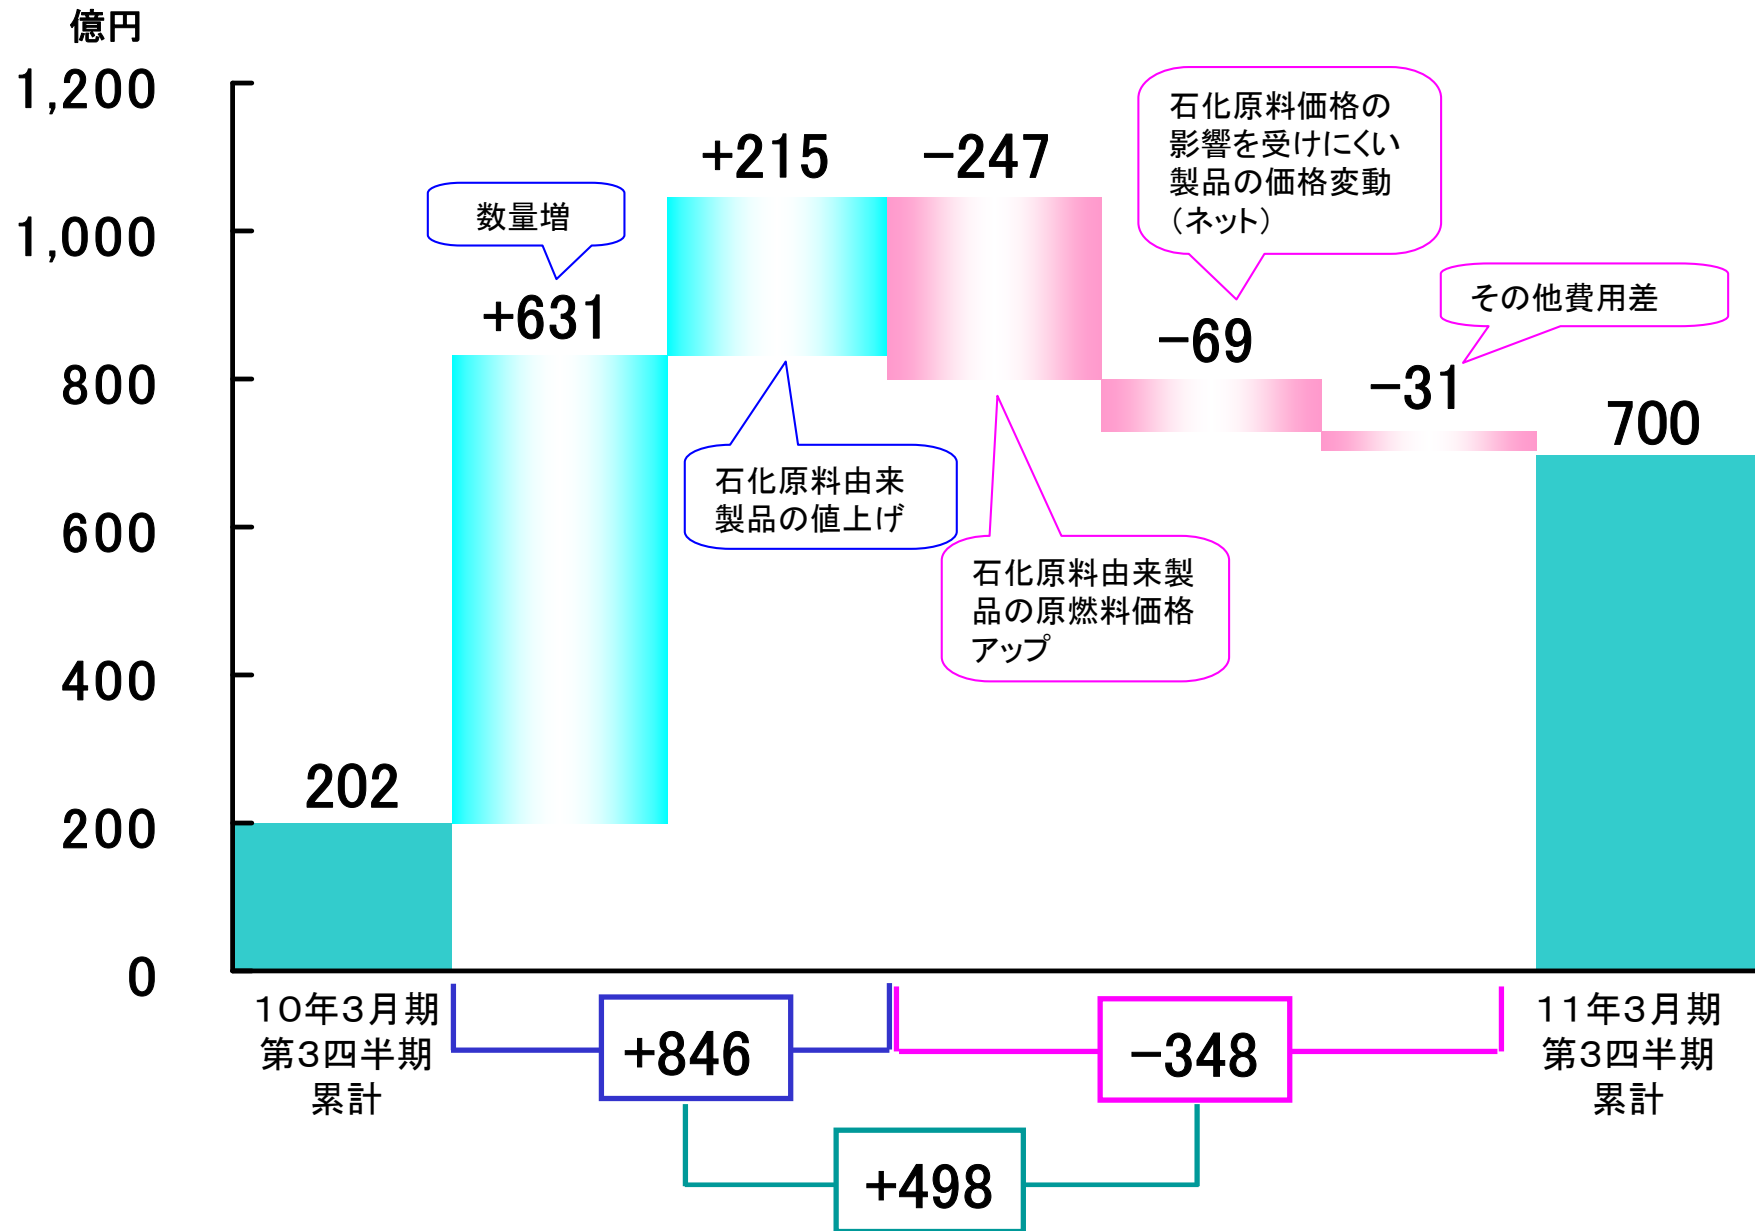 億円
1,200
1,000
800
600
400
200
0
202
数量増
+631
+215
石化原料由来
製品の値上げ
−247
石化原料由来製
品の原燃料価格
アップ
石化原料価格の
影響を受けにくい
製品の価格変動
（ネット）
−69
その他費用差
−31
700
１０年３月期
第３四半期
累計
+846
−348
１１年３月期
第３四半期
累計
+498